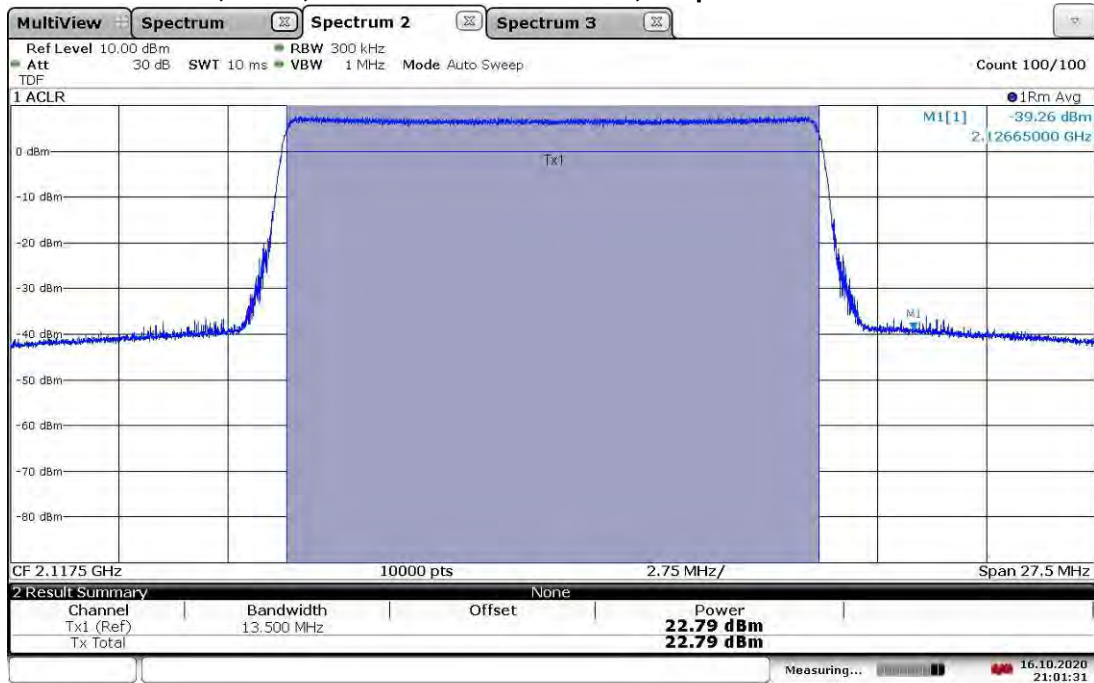 MultiView Spectrum Spectrum 2 Spectrum 3
Ref Level 10.00 dBm RBW 300 kHz
Att 30 dB SWT 10 ms VBW 1 MHz Mode Auto Sweep Count 100/100
TDF
1 ACLR 1Rm Avg
M1[1] -39.26 dBm
2.12665000 GHz
0 dBm
Tx1
-10 dBm
-20 dBm
-30 dBm
M1
-40 dBm
-50 dBm
-60 dBm
-70 dBm
-80 dBm
CF 2.1175 GHz 10000 pts 2.75 MHz/ Span 27.5 MHz
2 Result Summary None
Channel Bandwidth Offset Power
Tx1 (Ref) 13.500 MHz 22.79 dBm
Tx Total 22.79 dBm
Measuring... 16.10.2020
21:01:31